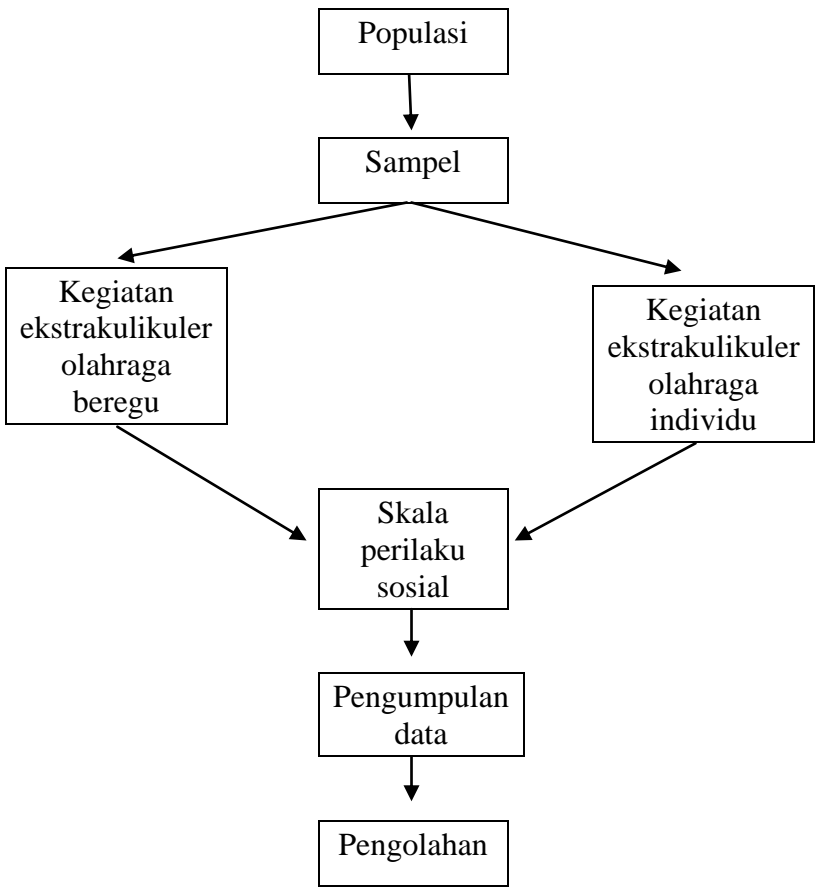 Populasi
Sampel
Kegiatan
ekstrakulikuler
olahraga
beregu
Kegiatan
ekstrakulikuler
olahraga
individu
Skala
perilaku
sosial
Pengumpulan
data
Pengolahan